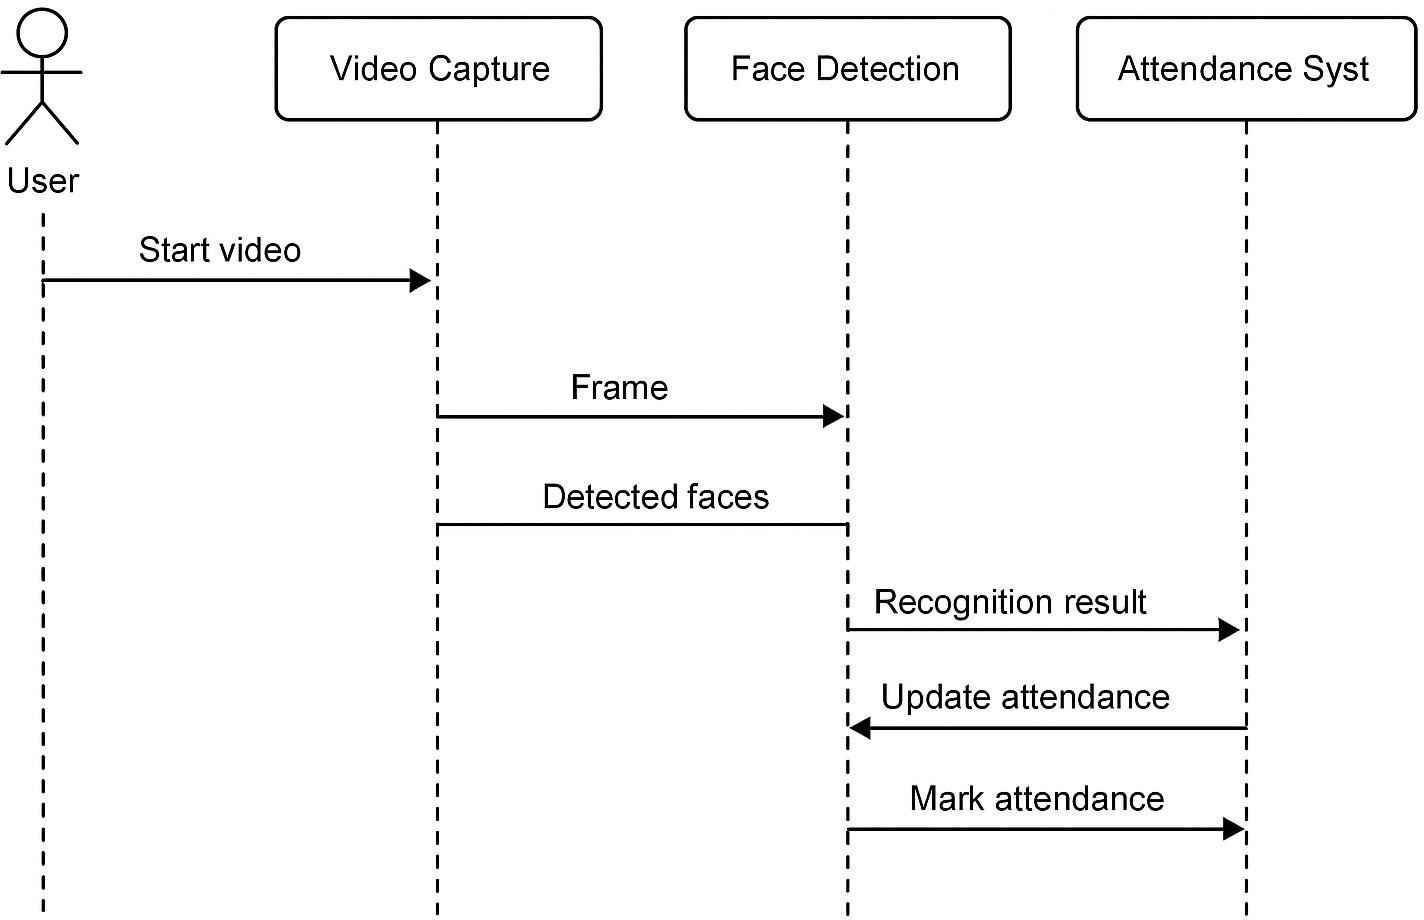 Video Capture
Face Detection
Attendance Syst
User
Start video
Frame
Detected faces
Recognition result
Update attendance
Mark attendance